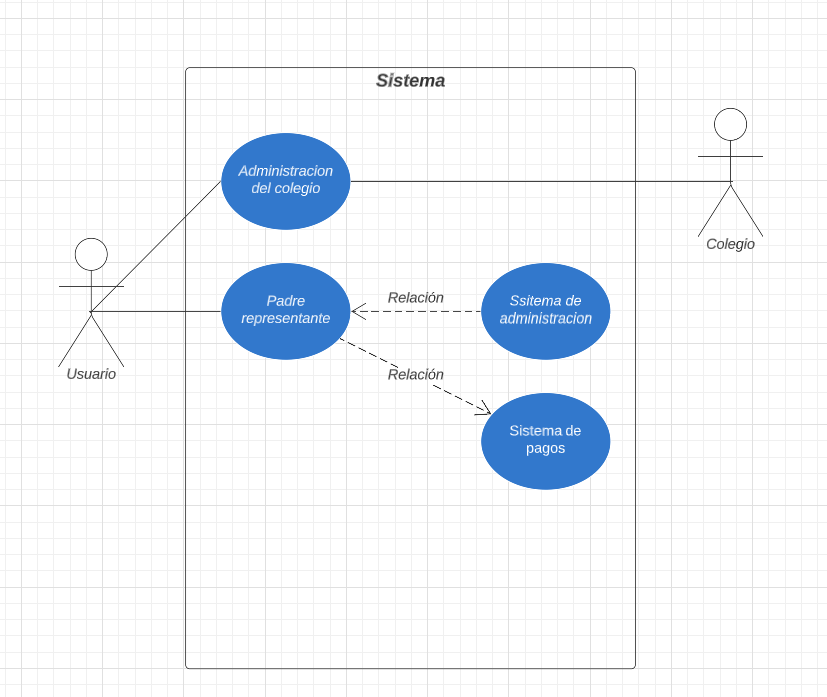 Sistema
Administracion
del colegio
Colegio
Padre
representante
Relación
Ssitema de
administracion
Usuario
Relación
Sistema de
pagos